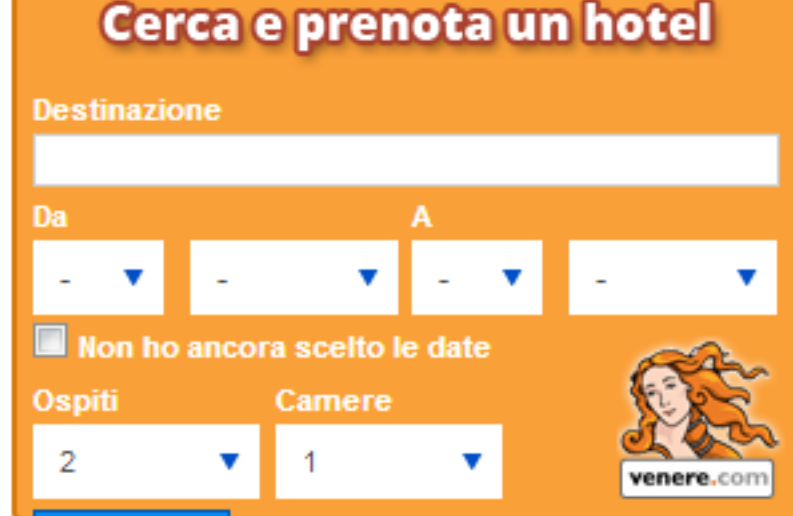 Cerca e prenota un hotel
Destinazione
Da A
- - - -
Non ho ancora scelto le date
Ospiti Camere
2 1
venere.com